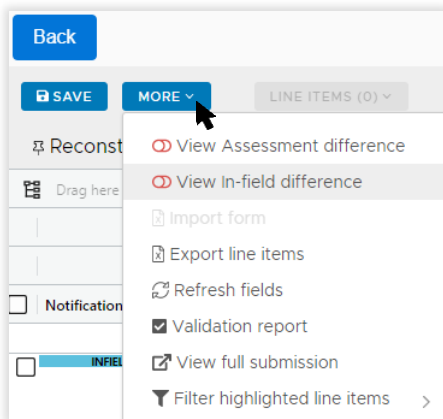 Back
SAVE MORE LINE ITEMS (0)
Reconst
View Assessment difference
Drag here
View In-field difference
Import form
Export line items
Refresh fields
Notification
Validation report
INFIEL
View full submission
Filter highlighted line items